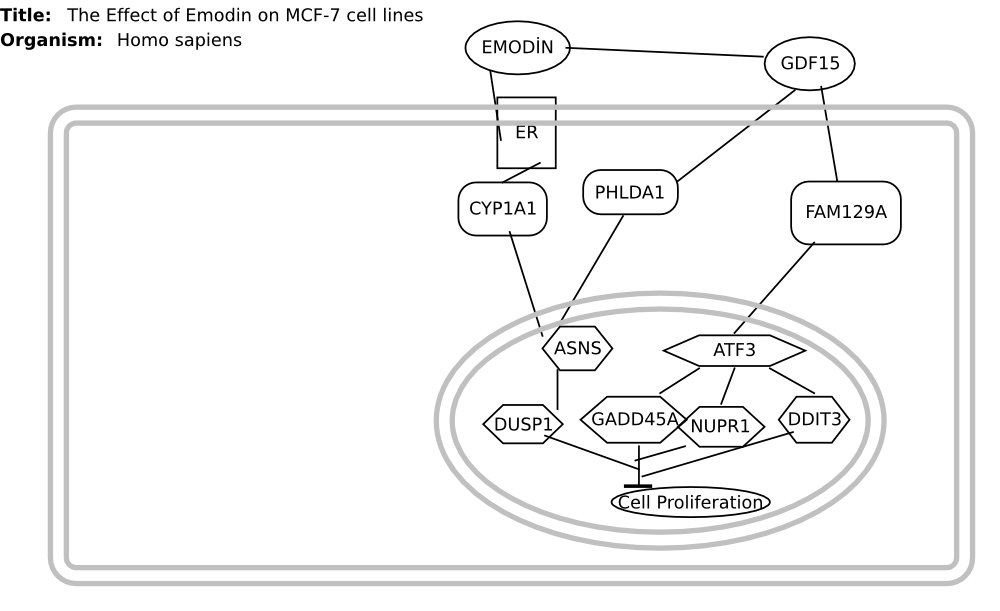 Title: The Effect of Emodin on MCF-7 cell lines
Organism: Homo sapiens
EMODİN
GDF15
ER
CYP1A1
PHLDA1
FAM129A
ASNS
ATF3
DUSP1
GADD45A
NUPR1
DDIT3
Cell Proliferation